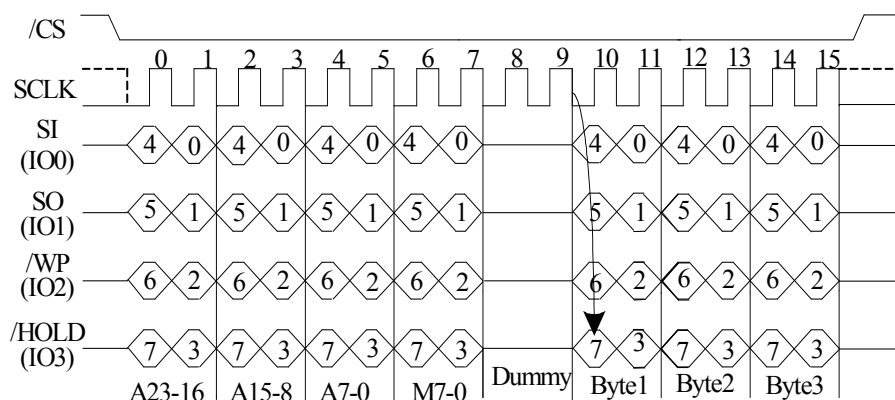 /CS
0 1 2 3 4 5 6 7 8 9 10 11 12 13 14 15
SCLK
SI
(IO0)
4 0 4 0 4 0 4 0 4 0 4 0 4 0
SO
(IO1)
5 1 5 1 5 1 5 1 5 1 5 1 5 1
/WP
(IO2)
6 2 6 2 6 2 6 2 6 2 6 2 6 2
/HOLD
(IO3)
7 3 7 3 7 3 7 3 7 3 7 3 7 3
A23-16 A15-8 A7-0 M7-0 Dummy Byte1 Byte2 Byte3